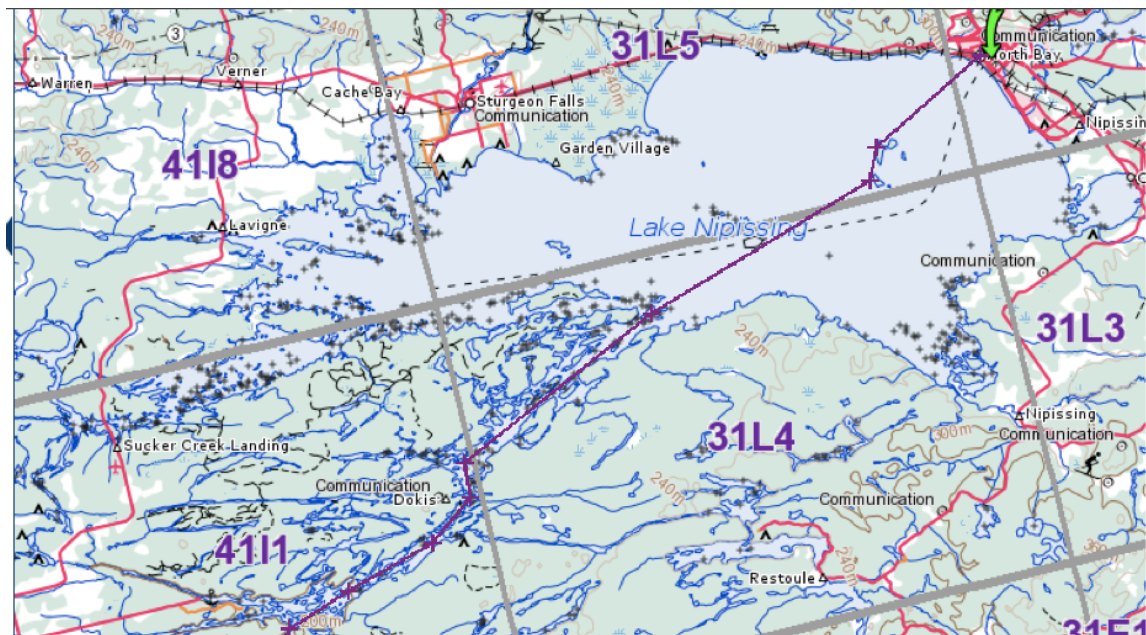 240m
3
31L5
300m
Communication
North Bay
Warren
Verner
Cache Bay
Sturgeon Falls
Communication
240m
Nipissing
240m
41I8
Garden Village
Lavigne
Lake Nipissing
Communication
240m
31L3
Sucker Creek Landing
31L4
300m
Nipissing
Communication
Communication
Dokis
240m
Communication
41I1
Restoule
240m
300m